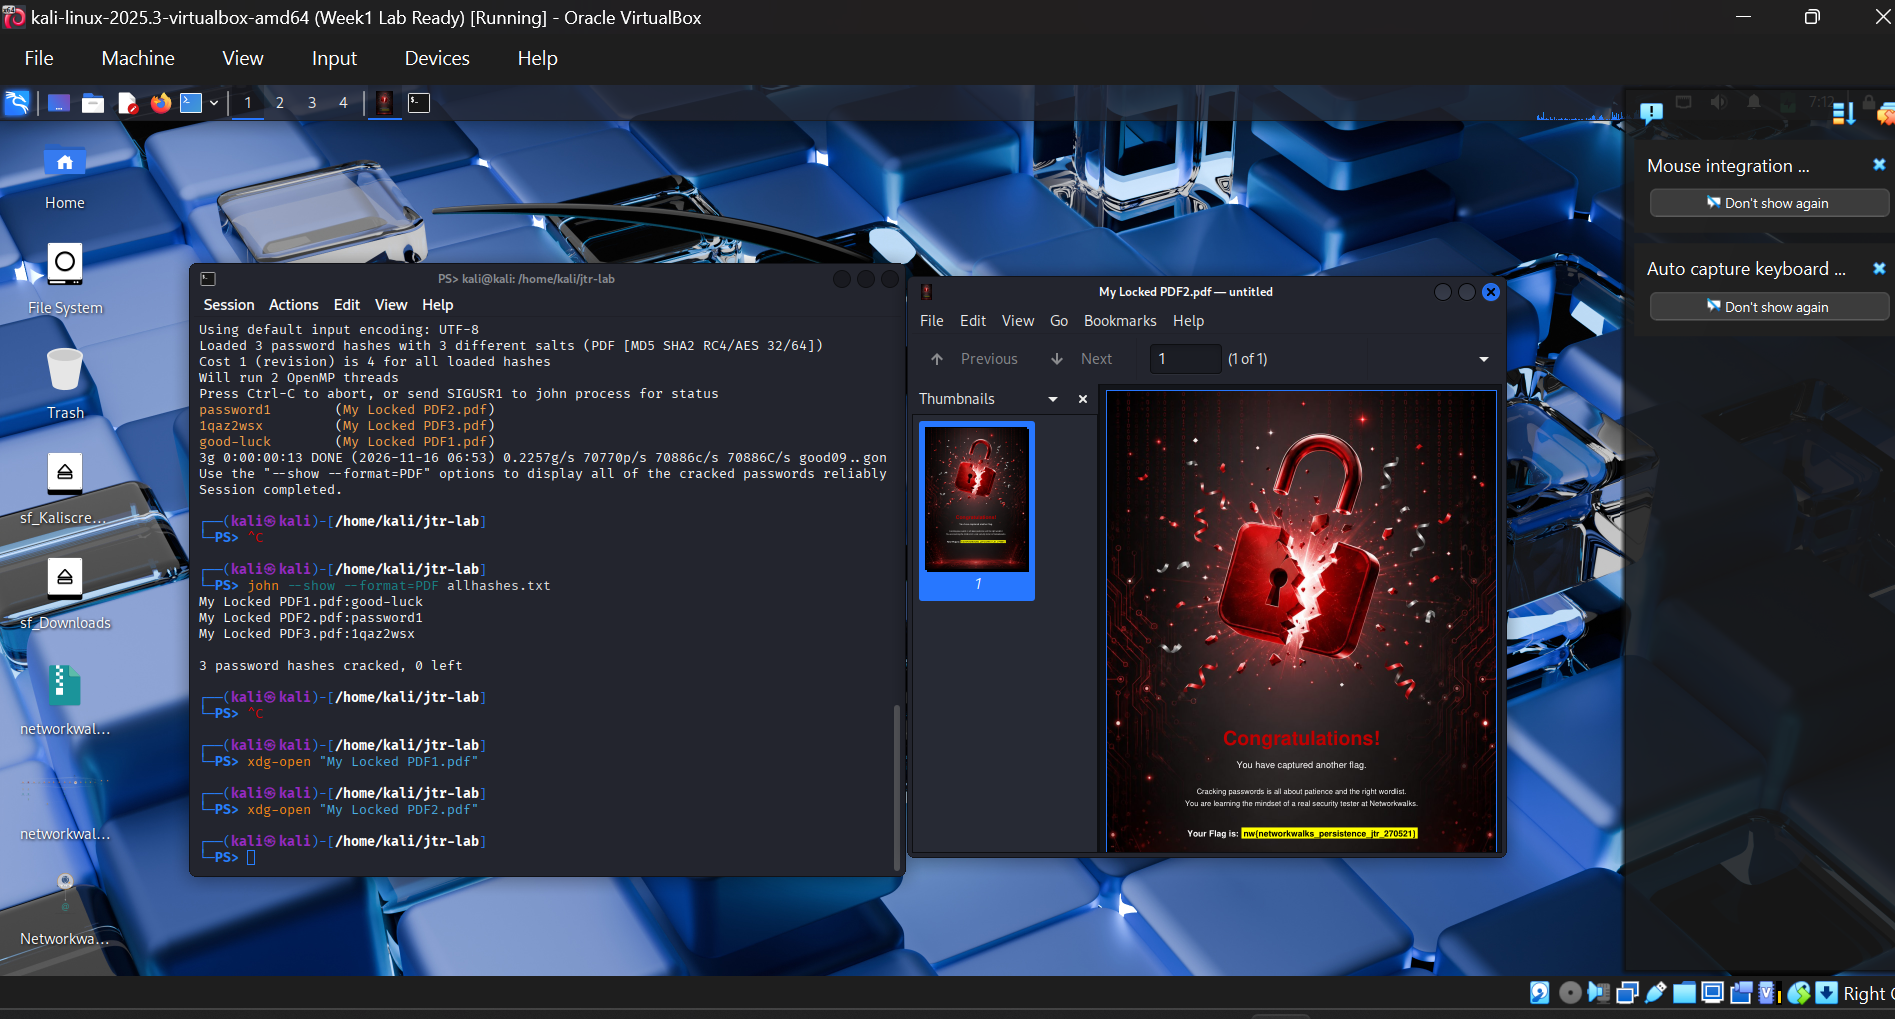 kali-linux-2025.3-virtualbox-amd64 (Week1 Lab Ready) [Running] - Oracle VirtualBox
File Machine View Input Devices Help
1 2 3 4
7:12
Home
File System
Trash
sf_Kaliscre...
sf_Downloads
networkwal...
networkwal...
Networkwa...
PS> kali@kali: /home/kali/jtr-lab
Session Actions Edit View Help
Using default input encoding: UTF-8
Loaded 3 password hashes with 3 different salts (PDF [MD5 SHA2 RC4/AES 32/64])
Cost 1 (revision) is 4 for all loaded hashes
Will run 2 OpenMP threads
Press Ctrl-C to abort, or send SIGUSR1 to john process for status
password1 (My Locked PDF2.pdf)
1qaz2wsx (My Locked PDF3.pdf)
good-luck (My Locked PDF1.pdf)
3g 0:00:00:13 DONE (2026-11-16 06:53) 0.2257g/s 70770p/s 70886c/s 70886C/s good09..gon
Use the "--show --format=PDF" options to display all of the cracked passwords reliably
Session completed.
┌──(kali㉿kali)-[/home/kali/jtr-lab]
└─PS> ^C
┌──(kali㉿kali)-[/home/kali/jtr-lab]
└─PS> john --show --format=PDF allhashes.txt
My Locked PDF1.pdf:good-luck
My Locked PDF2.pdf:password1
My Locked PDF3.pdf:1qaz2wsx
3 password hashes cracked, 0 left
┌──(kali㉿kali)-[/home/kali/jtr-lab]
└─PS> ^C
┌──(kali㉿kali)-[/home/kali/jtr-lab]
└─PS> xdg-open "My Locked PDF1.pdf"
┌──(kali㉿kali)-[/home/kali/jtr-lab]
└─PS> xdg-open "My Locked PDF2.pdf"
┌──(kali㉿kali)-[/home/kali/jtr-lab]
└─PS>
My Locked PDF2.pdf — untitled
File Edit View Go Bookmarks Help
Previous Next 1 (1 of 1)
Thumbnails
1
Congratulations!
You have captured another flag.
Cracking passwords is all about patience and the right wordlist.
You are learning the mindset of a real security tester at Networkwalks.
Your Flag is: nw{networkwalks_persistence_jtr_270521}
Mouse integration ...
Don't show again
Auto capture keyboard ...
Don't show again
Right